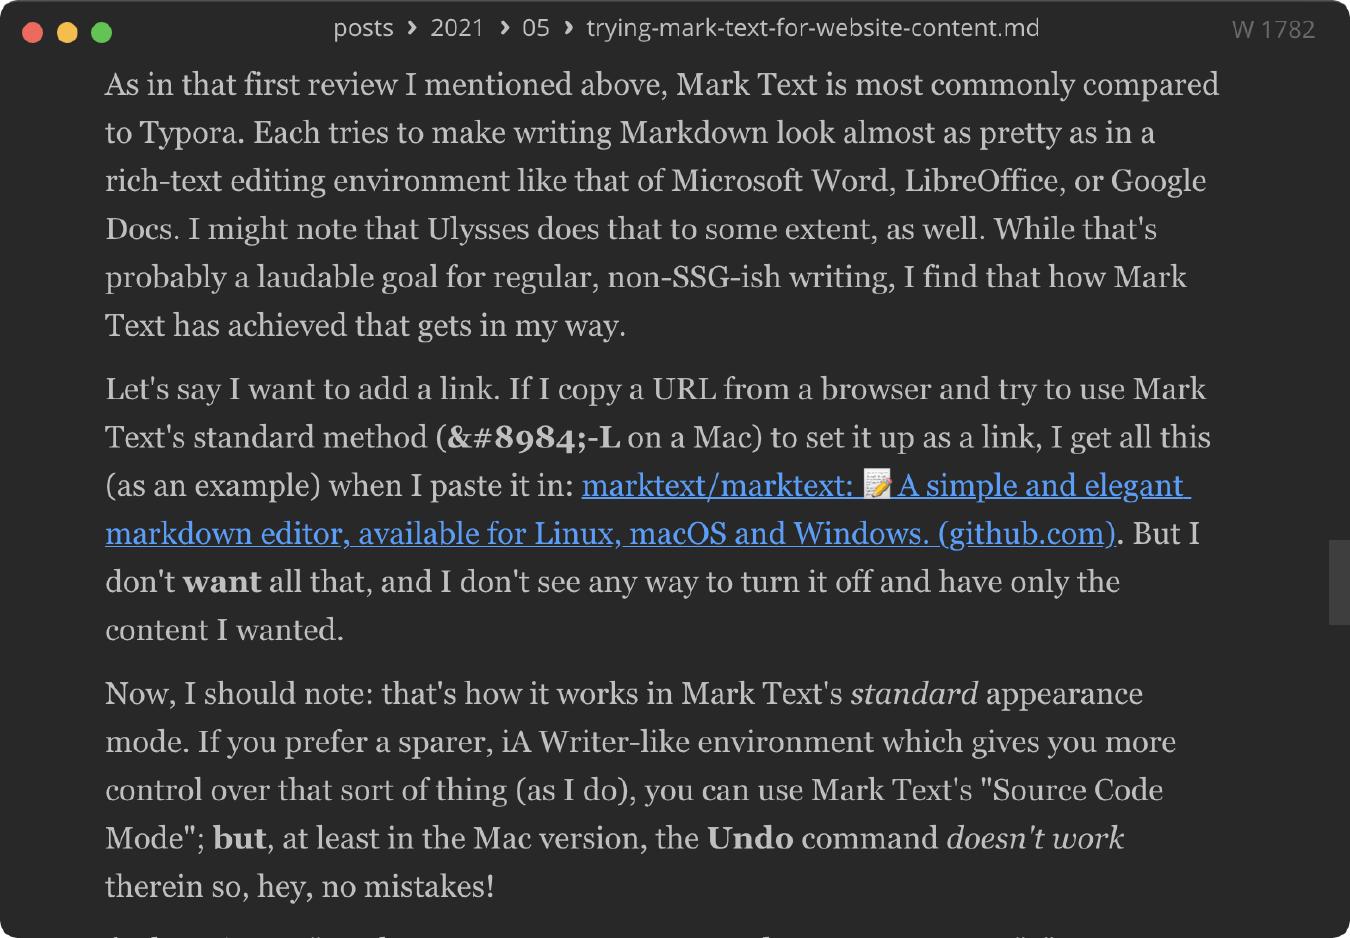 posts › 2021 › 05 › trying-mark-text-for-website-content.md
W 1782
As in that first review I mentioned above, Mark Text is most commonly compared
to Typora. Each tries to make writing Markdown look almost as pretty as in a
rich-text editing environment like that of Microsoft Word, LibreOffice, or Google
Docs. I might note that Ulysses does that to some extent, as well. While that's
probably a laudable goal for regular, non-SSG-ish writing, I find that how Mark
Text has achieved that gets in my way.
Let's say I want to add a link. If I copy a URL from a browser and try to use Mark
Text's standard method (&#8984;-L on a Mac) to set it up as a link, I get all this
(as an example) when I paste it in: marktext/marktext: 📝 A simple and elegant
markdown editor, available for Linux, macOS and Windows. (github.com). But I
don't want all that, and I don't see any way to turn it off and have only the
content I wanted.
Now, I should note: that's how it works in Mark Text's standard appearance
mode. If you prefer a sparer, iA Writer-like environment which gives you more
control over that sort of thing (as I do), you can use Mark Text's "Source Code
Mode"; but, at least in the Mac version, the Undo command doesn't work
therein so, hey, no mistakes!